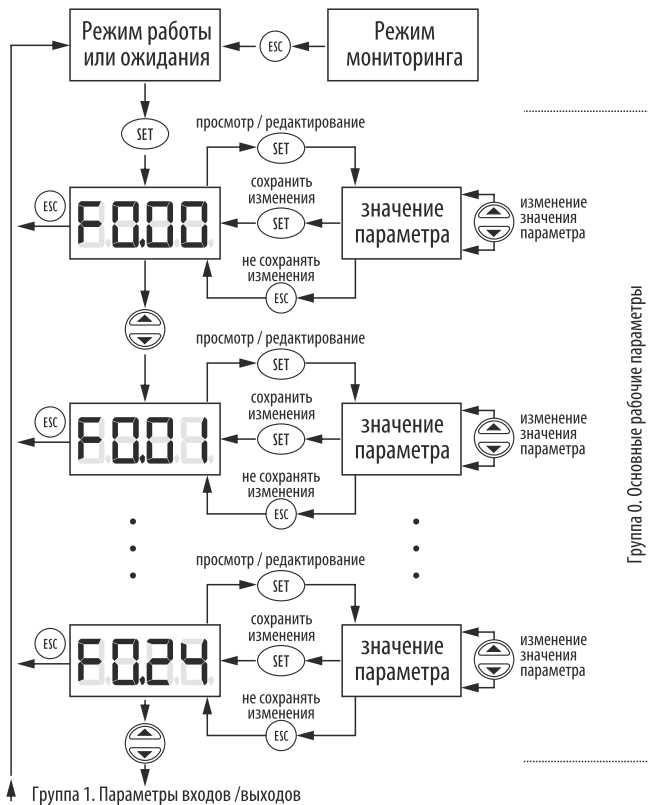 Режим работы
или ожидания
ESC
Режим
мониторинга
SET
просмотр / редактирование
SET
ESC
F0.00
сохранить
изменения
SET
значение
параметра
изменение
значения
параметра
не сохранять
изменения
ESC
просмотр / редактирование
SET
ESC
F0.01
сохранить
изменения
SET
значение
параметра
изменение
значения
параметра
не сохранять
изменения
ESC
просмотр / редактирование
SET
ESC
F0.24
сохранить
изменения
SET
значение
параметра
изменение
значения
параметра
не сохранять
изменения
ESC
Группа 0. Основные рабочие параметры
Группа 1. Параметры входов /выходов